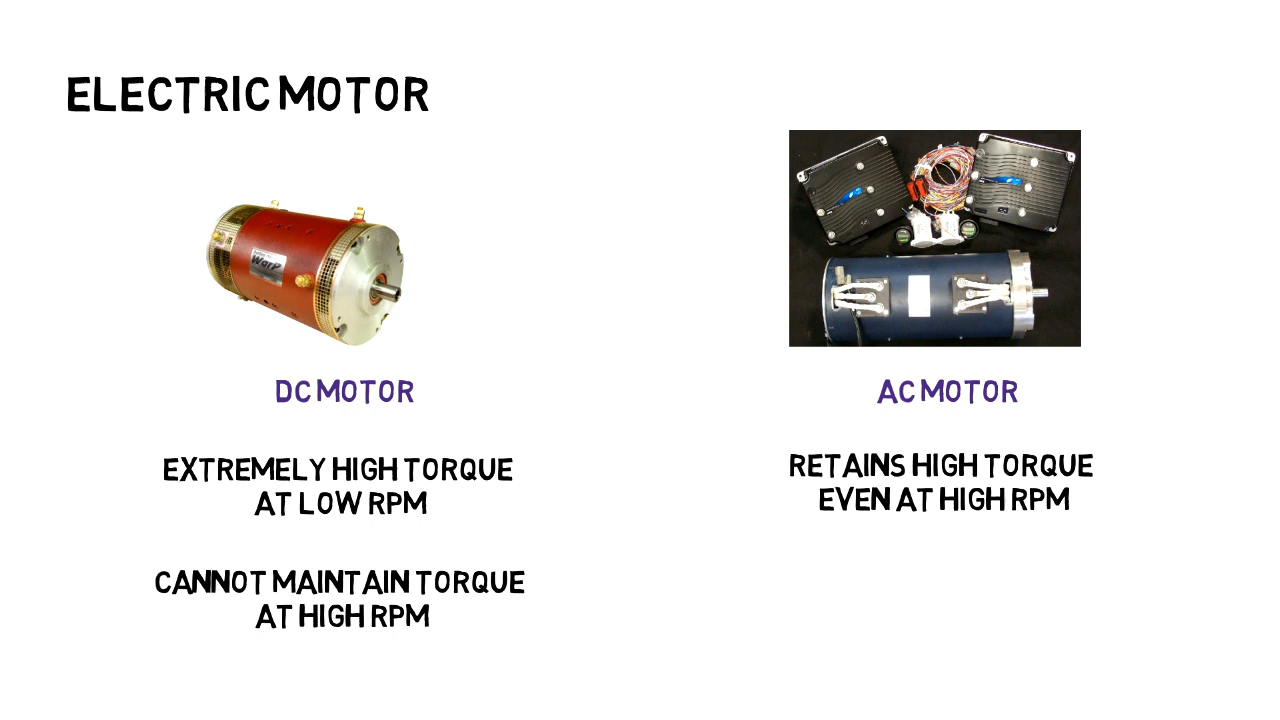 ELECTRIC MOTOR
WarP
DC MOTOR
EXTREMELY HIGH TORQUE
AT LOW RPM
CANNOT MAINTAIN TORQUE
AT HIGH RPM
AC MOTOR
RETAINS HIGH TORQUE
EVEN AT HIGH RPM